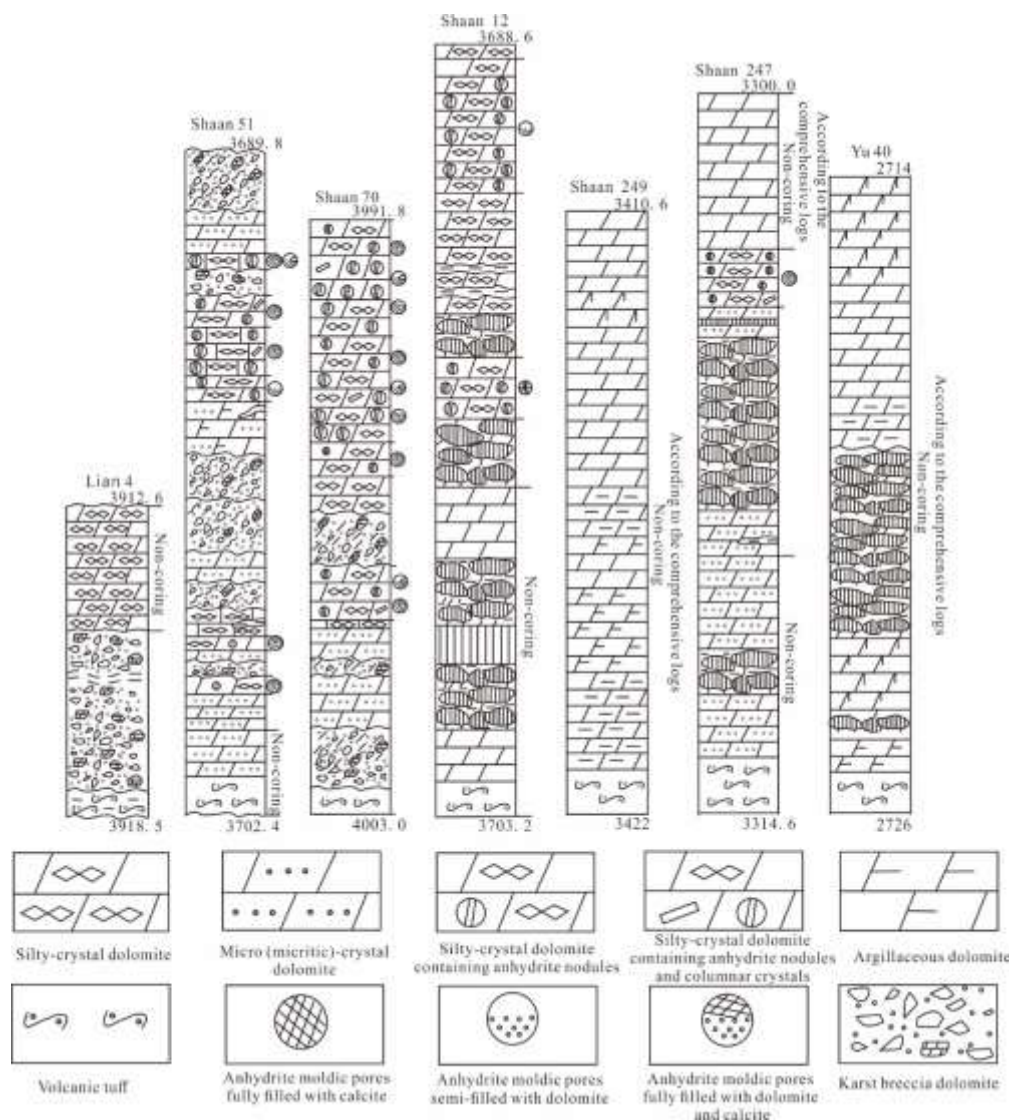 Shaan 12
3688. 6
Shaan 247
3300. 0
Shaan 51
3689. 8
Yu 40
2714
Shaan 70
3991. 8
Shaan 249
3410. 6
According to the
comprehensive logs
Non-coring
Lian 4
3912. 6
Non-coring
Non-coring
Non-coring
According to the comprehensive logs
Non-coring
Non-coring
According to the comprehensive logs
Non-coring
3918. 5
3702. 4
4003. 0
3703. 2
3422
3314. 6
2726
Silty-crystal dolomite
Micro (micritic)-crystal
dolomite
Silty-crystal dolomite
containing anhydrite nodules
Silty-crystal dolomite
containing anhydrite nodules
and columnar crystals
Argillaceous dolomite
Volcanic tuff
Anhydrite moldic pores
fully filled with calcite
Anhydrite moldic pores
semi-filled with dolomite
Anhydrite moldic pores
fully filled with dolomite
and calcite
Karst breccia dolomite